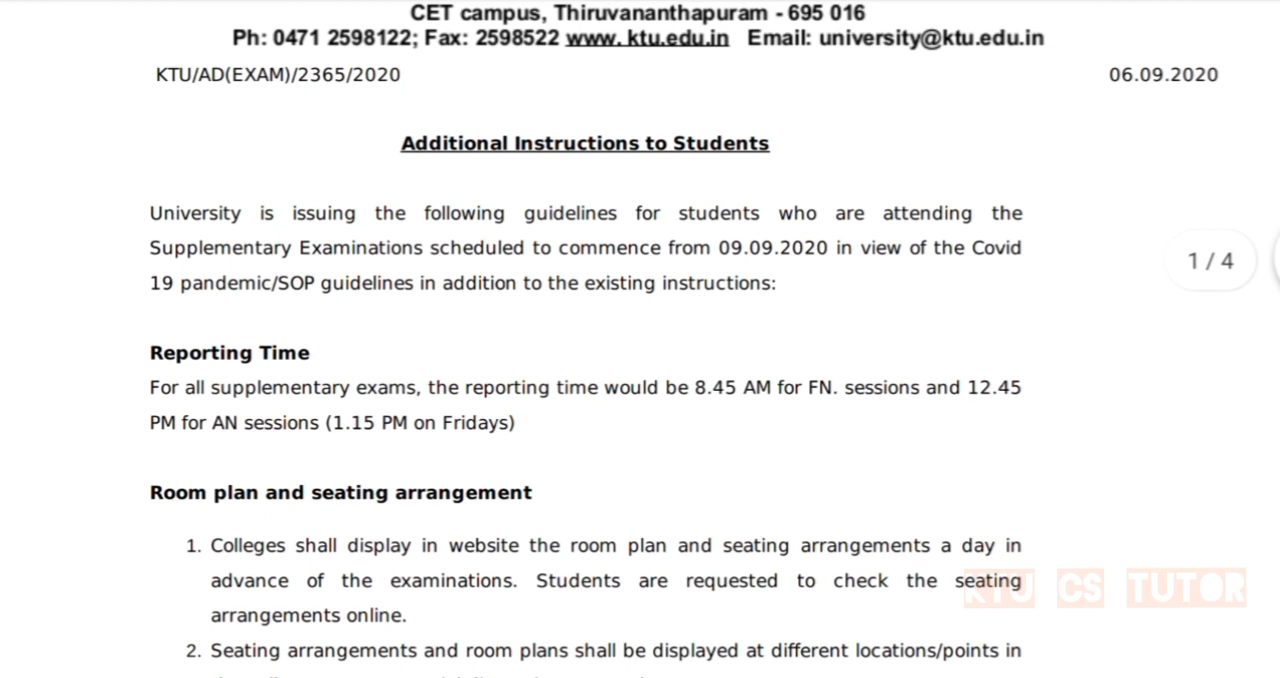 CET campus, Thiruvananthapuram - 695 016
Ph: 0471 2598122; Fax: 2598522 www. ktu.edu.in Email: university@ktu.edu.in
KTU/AD(EXAM)/2365/2020 06.09.2020
Additional Instructions to Students
University is issuing the following guidelines for students who are attending the
Supplementary Examinations scheduled to commence from 09.09.2020 in view of the Covid
19 pandemic/SOP guidelines in addition to the existing instructions:
1 / 4
Reporting Time
For all supplementary exams, the reporting time would be 8.45 AM for FN. sessions and 12.45
PM for AN sessions (1.15 PM on Fridays)
Room plan and seating arrangement
1. Colleges shall display in website the room plan and seating arrangements a day in
advance of the examinations. Students are requested to check the seating
arrangements online.
KTU CS TUTOR
2. Seating arrangements and room plans shall be displayed at different locations/points in